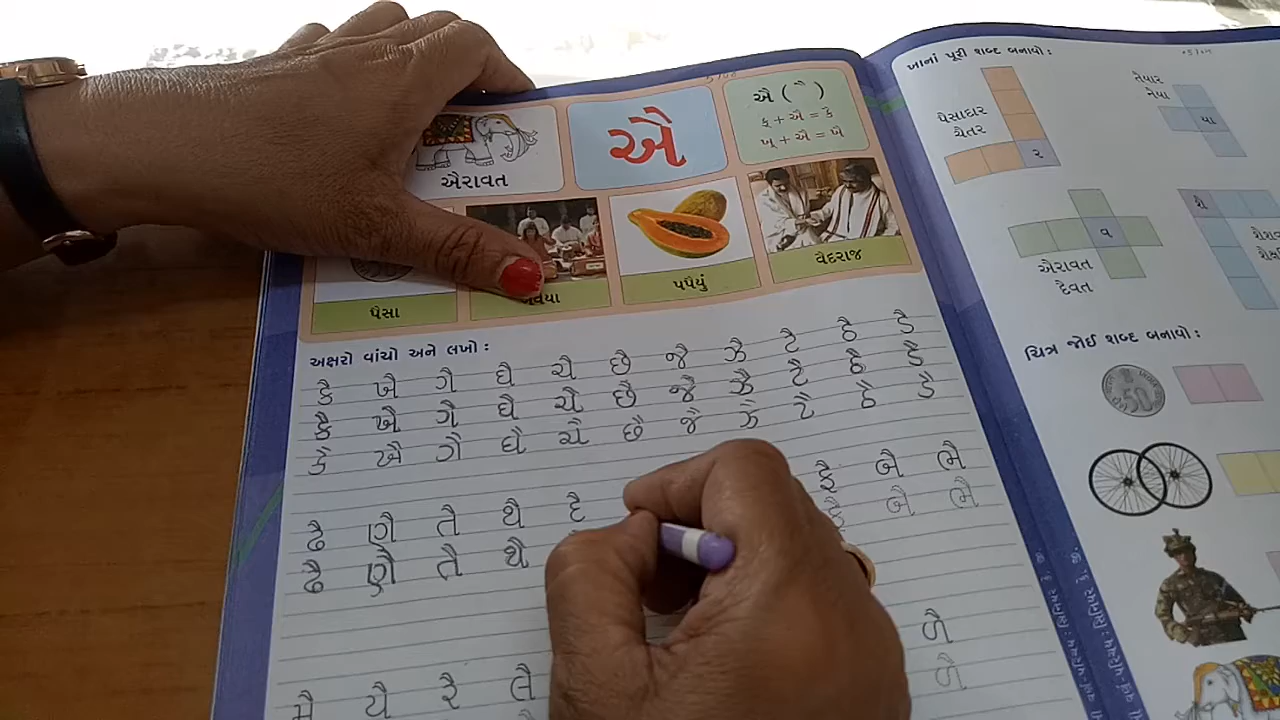 ઐરાવત
ઐ
ઐ ( ૈ )
ક્ + ઐ = કૈ
ખ્ + ઐ = ખૈ
પૈસા
પપૈયું
વૈદરાજ
અક્ષરો વાંચો અને લખો :
કૈ ખૈ ગૈ ઘૈ ચૈ છૈ જૈ ઝૈ ટૈ ઠૈ ડૈ
કૈ ખૈ ગૈ ઘૈ ચૈ છૈ જૈ ઝૈ ટૈ ઠૈ ડૈ
કૈ ખૈ ગૈ ઘૈ ચૈ છૈ જૈ ઝૈ ટૈ ઠૈ ડૈ
ઢૈ ણૈ તૈ થૈ દૈ ફૈ બૈ ભૈ
ઢૈ ણૈ તૈ થૈ ફૈ બૈ ભૈ
ળૈ
ળૈ
મૈ યૈ રૈ લૈ
ખાનાં પૂરી શબ્દ બનાવો :
પૈસાદાર
ચૈતર
ર
તૈયાર
નૈયા
યા
ઐરાવત
દૈવત
વ
શૈ
ચિત્ર જોઈ શબ્દ બનાવો :
50